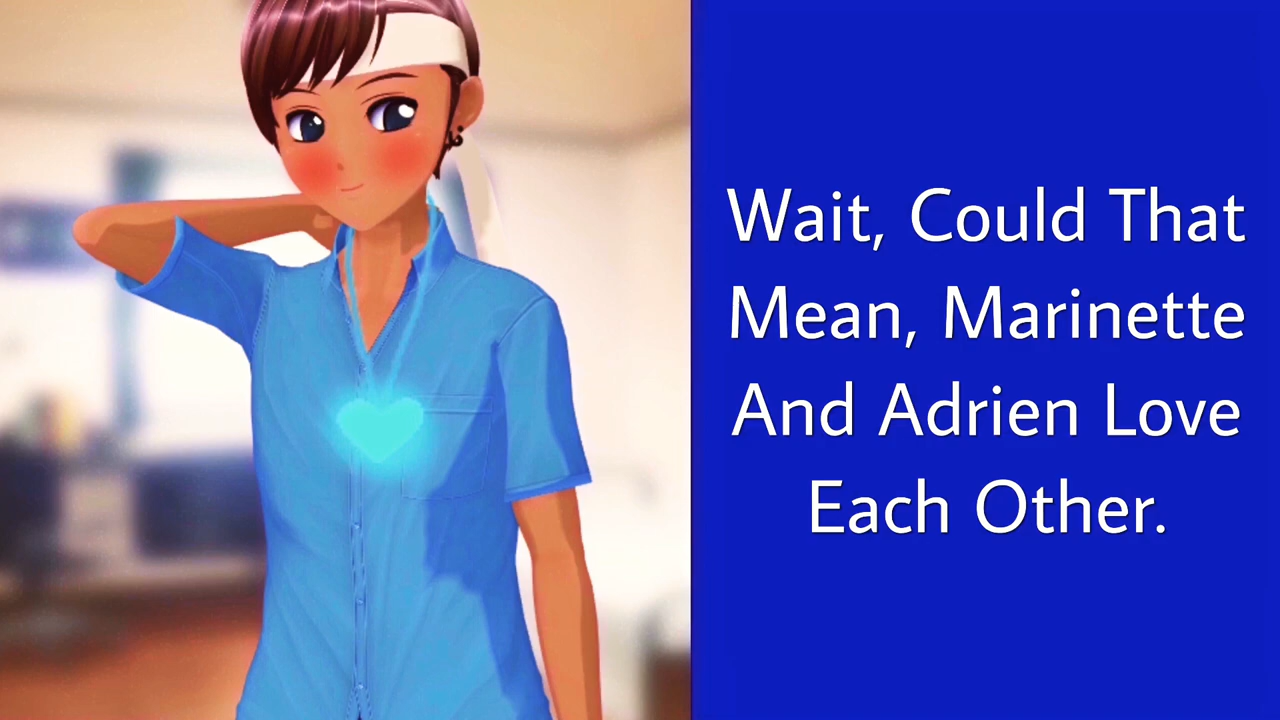 Wait, Could That
Mean, Marinette
And Adrien Love
Each Other.